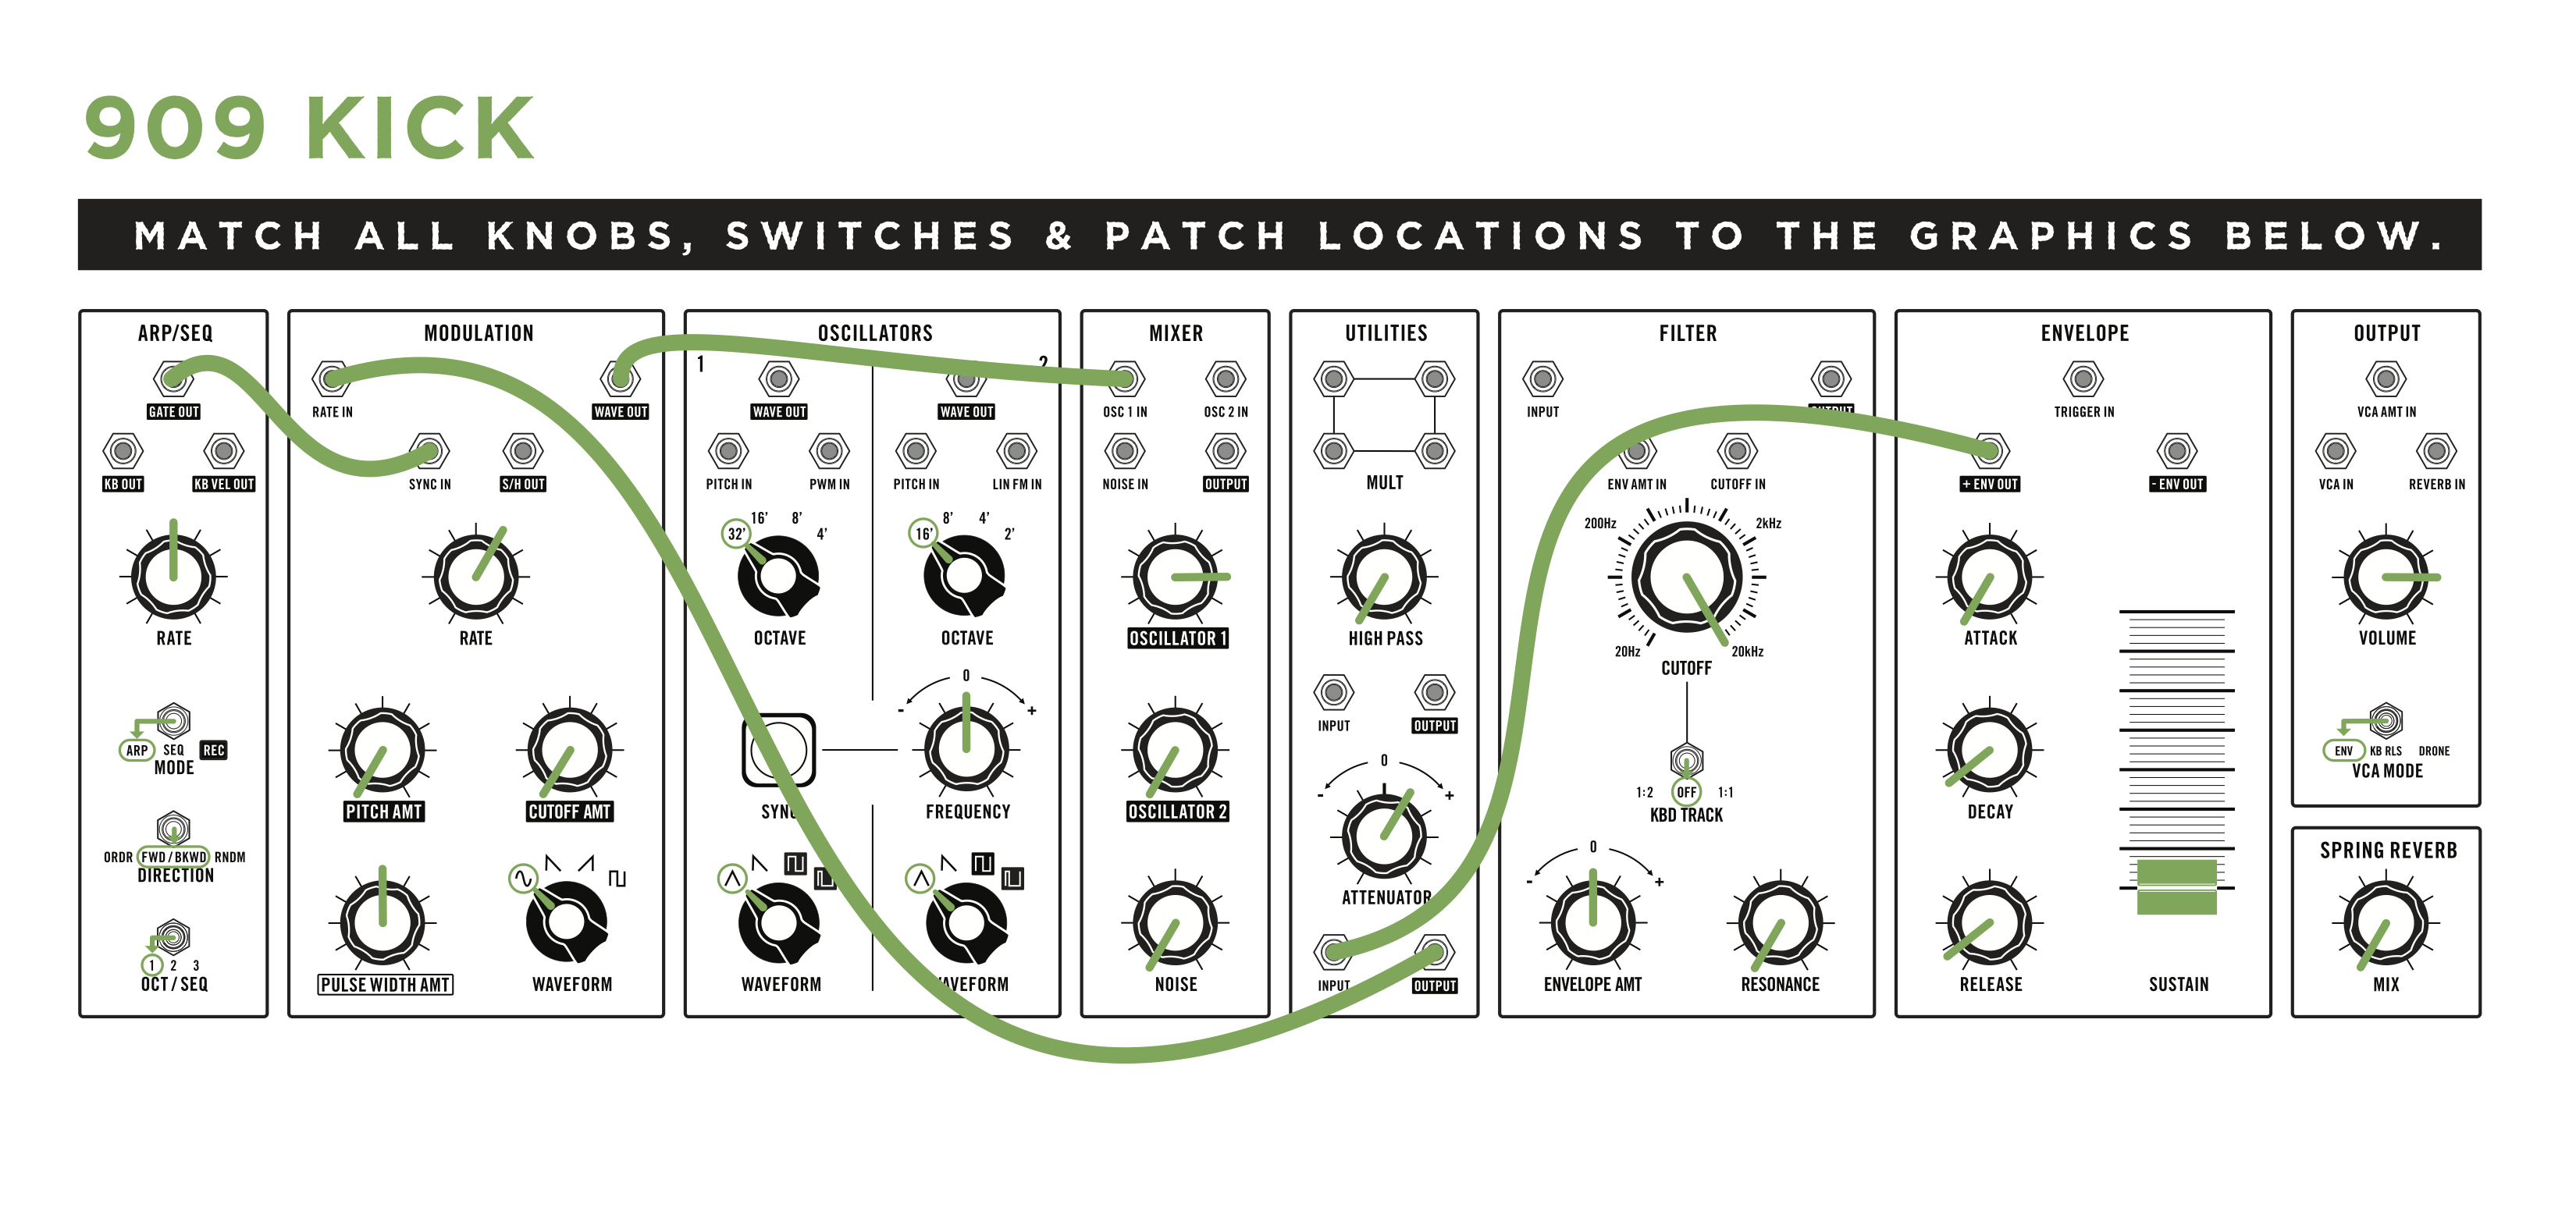 909 KICK
MATCH ALL KNOBS, SWITCHES & PATCH LOCATIONS TO THE GRAPHICS BELOW.
ARP/SEQ
GATE OUT
KB OUT KB VEL OUT
RATE
ARP SEQ REC
MODE
ORDR FWD / BKWD RNDM
DIRECTION
1 2 3
OCT / SEQ
MODULATION
RATE IN WAVE OUT
SYNC IN S/H OUT
RATE
PITCH AMT CUTOFF AMT
PULSE WIDTH AMT WAVEFORM
OSCILLATORS
1 2
WAVE OUT WAVE OUT
PITCH IN PWM IN PITCH IN LIN FM IN
32' 16' 8' 4' 16' 8' 4' 2'
OCTAVE OCTAVE
- 0 +
SYNC FREQUENCY
WAVEFORM WAVEFORM
MIXER
OSC 1 IN OSC 2 IN
NOISE IN OUTPUT
OSCILLATOR 1
OSCILLATOR 2
NOISE
UTILITIES
MULT
HIGH PASS
INPUT OUTPUT
- 0 +
ATTENUATOR
INPUT OUTPUT
FILTER
INPUT OUTPUT
ENV AMT IN CUTOFF IN
200Hz 2kHz
20Hz 20kHz
CUTOFF
1:2 OFF 1:1
KBD TRACK
- 0 +
ENVELOPE AMT RESONANCE
ENVELOPE
TRIGGER IN
+ ENV OUT - ENV OUT
ATTACK
DECAY
RELEASE SUSTAIN
OUTPUT
VCA AMT IN
VCA IN REVERB IN
VOLUME
ENV KB RLS DRONE
VCA MODE
SPRING REVERB
MIX